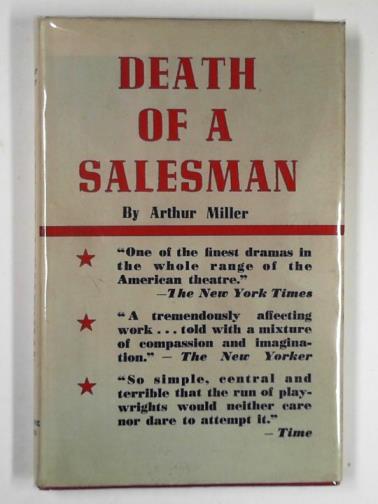 DEATH
OF A
SALESMAN
By Arthur Miller
“One of the finest dramas in
the whole range of the
American theatre.”
—The New York Times
“A tremendously affecting
work . . . told with a mixture
of compassion and imagina-
tion.” — The New Yorker
“So simple, central and
terrible that the run of play-
wrights would neither care
nor dare to attempt it.”
— Time